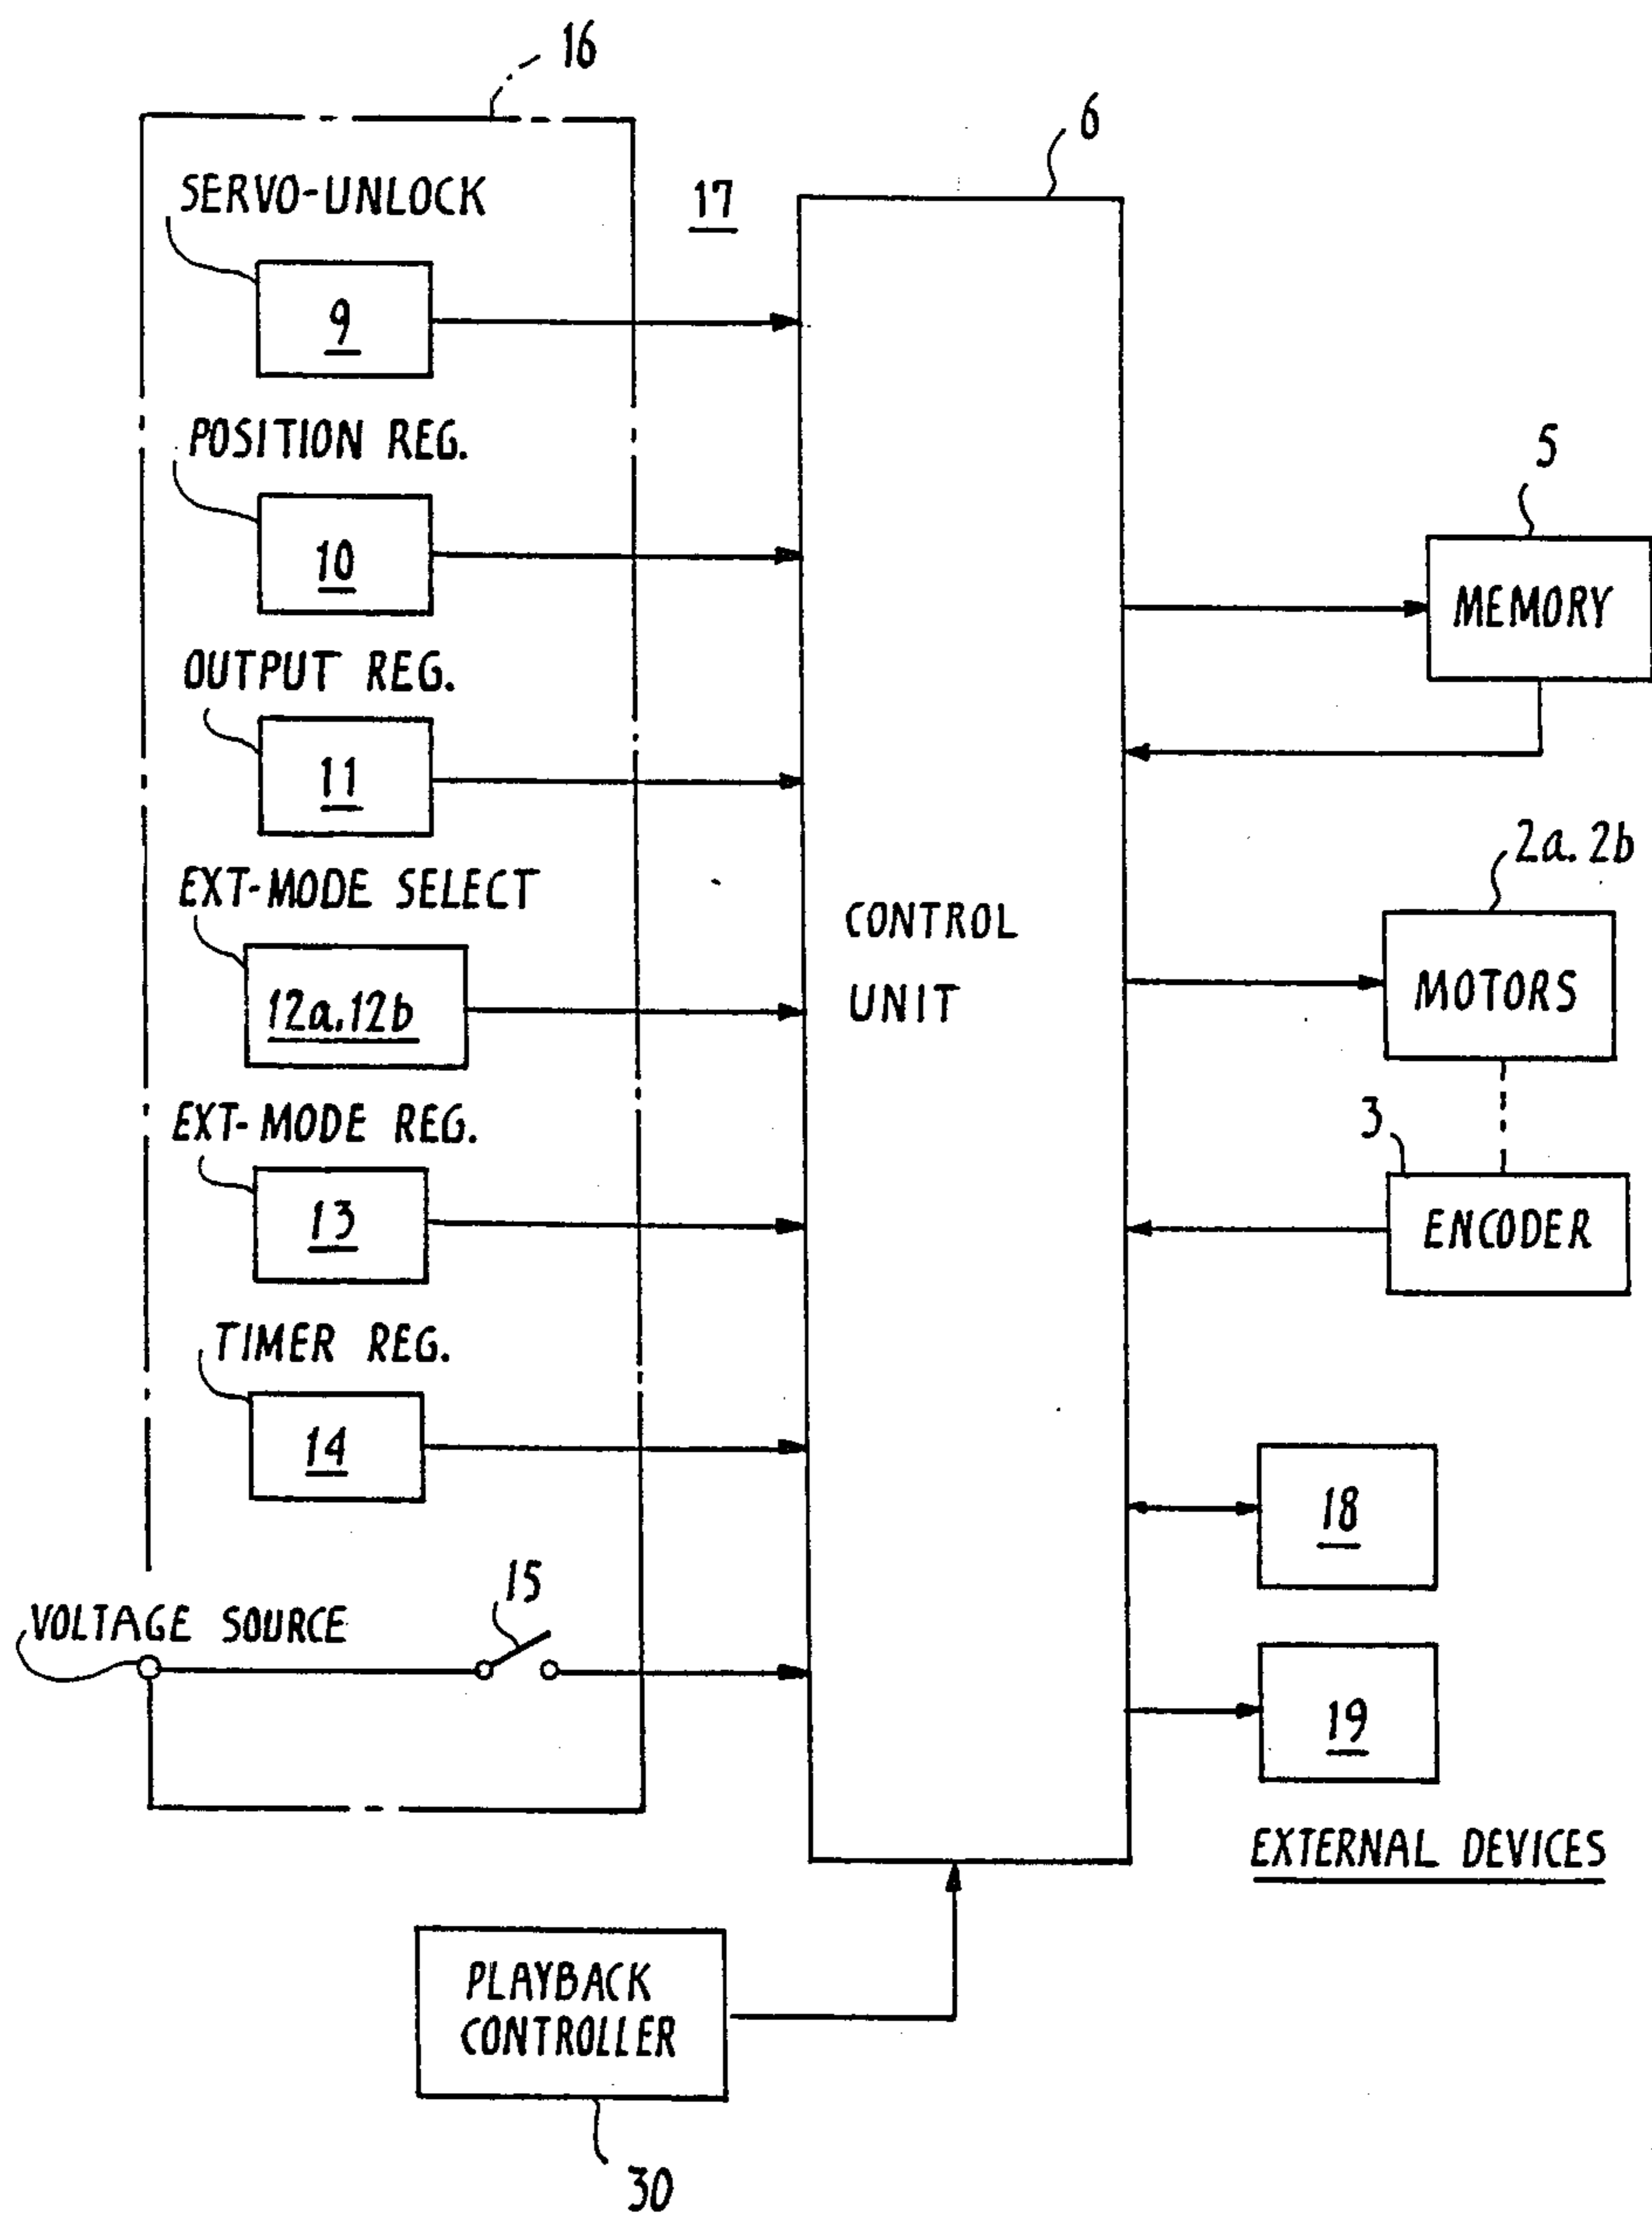 16
6
SERVO-UNLOCK
17
9
POSITION REG.
10
5
MEMORY
OUTPUT REG.
11
2a. 2b
EXT-MODE SELECT
12a. 12b
CONTROL
UNIT
MOTORS
EXT-MODE REG.
13
3
ENCODER
TIMER REG.
14
18
15
VOLTAGE SOURCE
19
EXTERNAL DEVICES
PLAYBACK
CONTROLLER
30